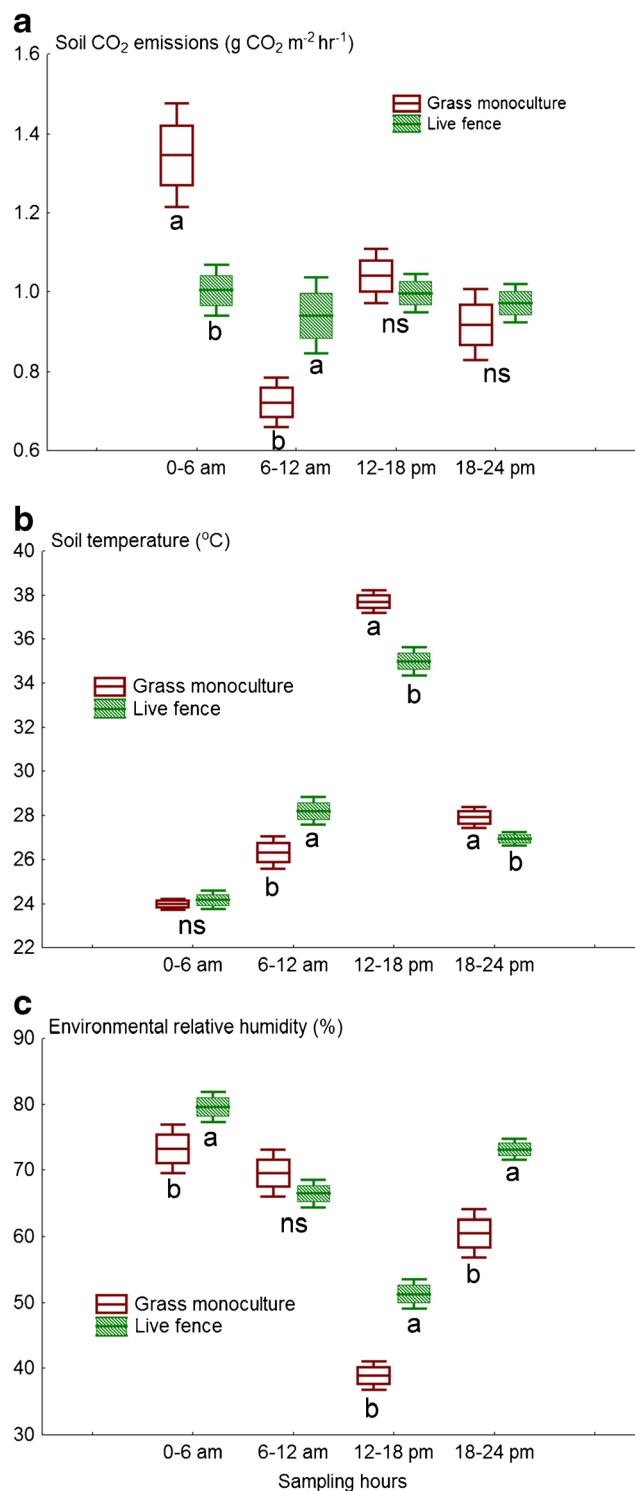 a
Soil CO₂ emissions (g CO₂ m⁻² hr⁻¹)
1.6
1.4
1.2
1.0
0.8
0.6
Grass monoculture
Live fence
a
b
b
a
ns
ns
0-6 am 6-12 am 12-18 pm 18-24 pm
b
Soil temperature (ºC)
40
38
36
34
32
30
28
26
24
22
Grass monoculture
Live fence
ns
b
a
a
b
a
b
0-6 am 6-12 am 12-18 pm 18-24 pm
c
Environmental relative humidity (%)
90
80
70
60
50
40
30
Grass monoculture
Live fence
b
a
ns
b
a
b
a
0-6 am 6-12 am 12-18 pm 18-24 pm
Sampling hours